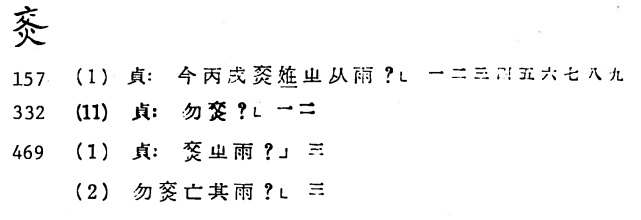 烄
157 (1) 貞: 今丙戌烄㞢从雨?└ 一二三四五六七八九
332 (11) 貞: 勿烄?└ 一二
469 (1) 貞: 烄㞢雨?┘ 三
(2) 勿烄亡其雨?└ 三